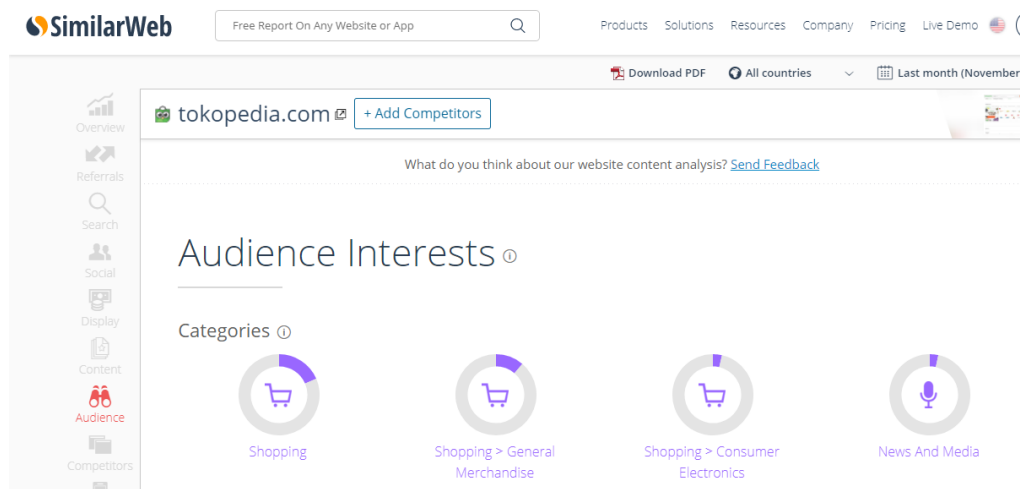 SimilarWeb
Free Report On Any Website or App
Products Solutions Resources Company Pricing Live Demo
Download PDF All countries Last month (November
Overview
Referrals
Search
Social
Display
Content
Audience
Competitors
tokopedia.com + Add Competitors
What do you think about our website content analysis? Send Feedback
Audience Interests
Categories
Shopping
Shopping > General
Merchandise
Shopping > Consumer
Electronics
News And Media